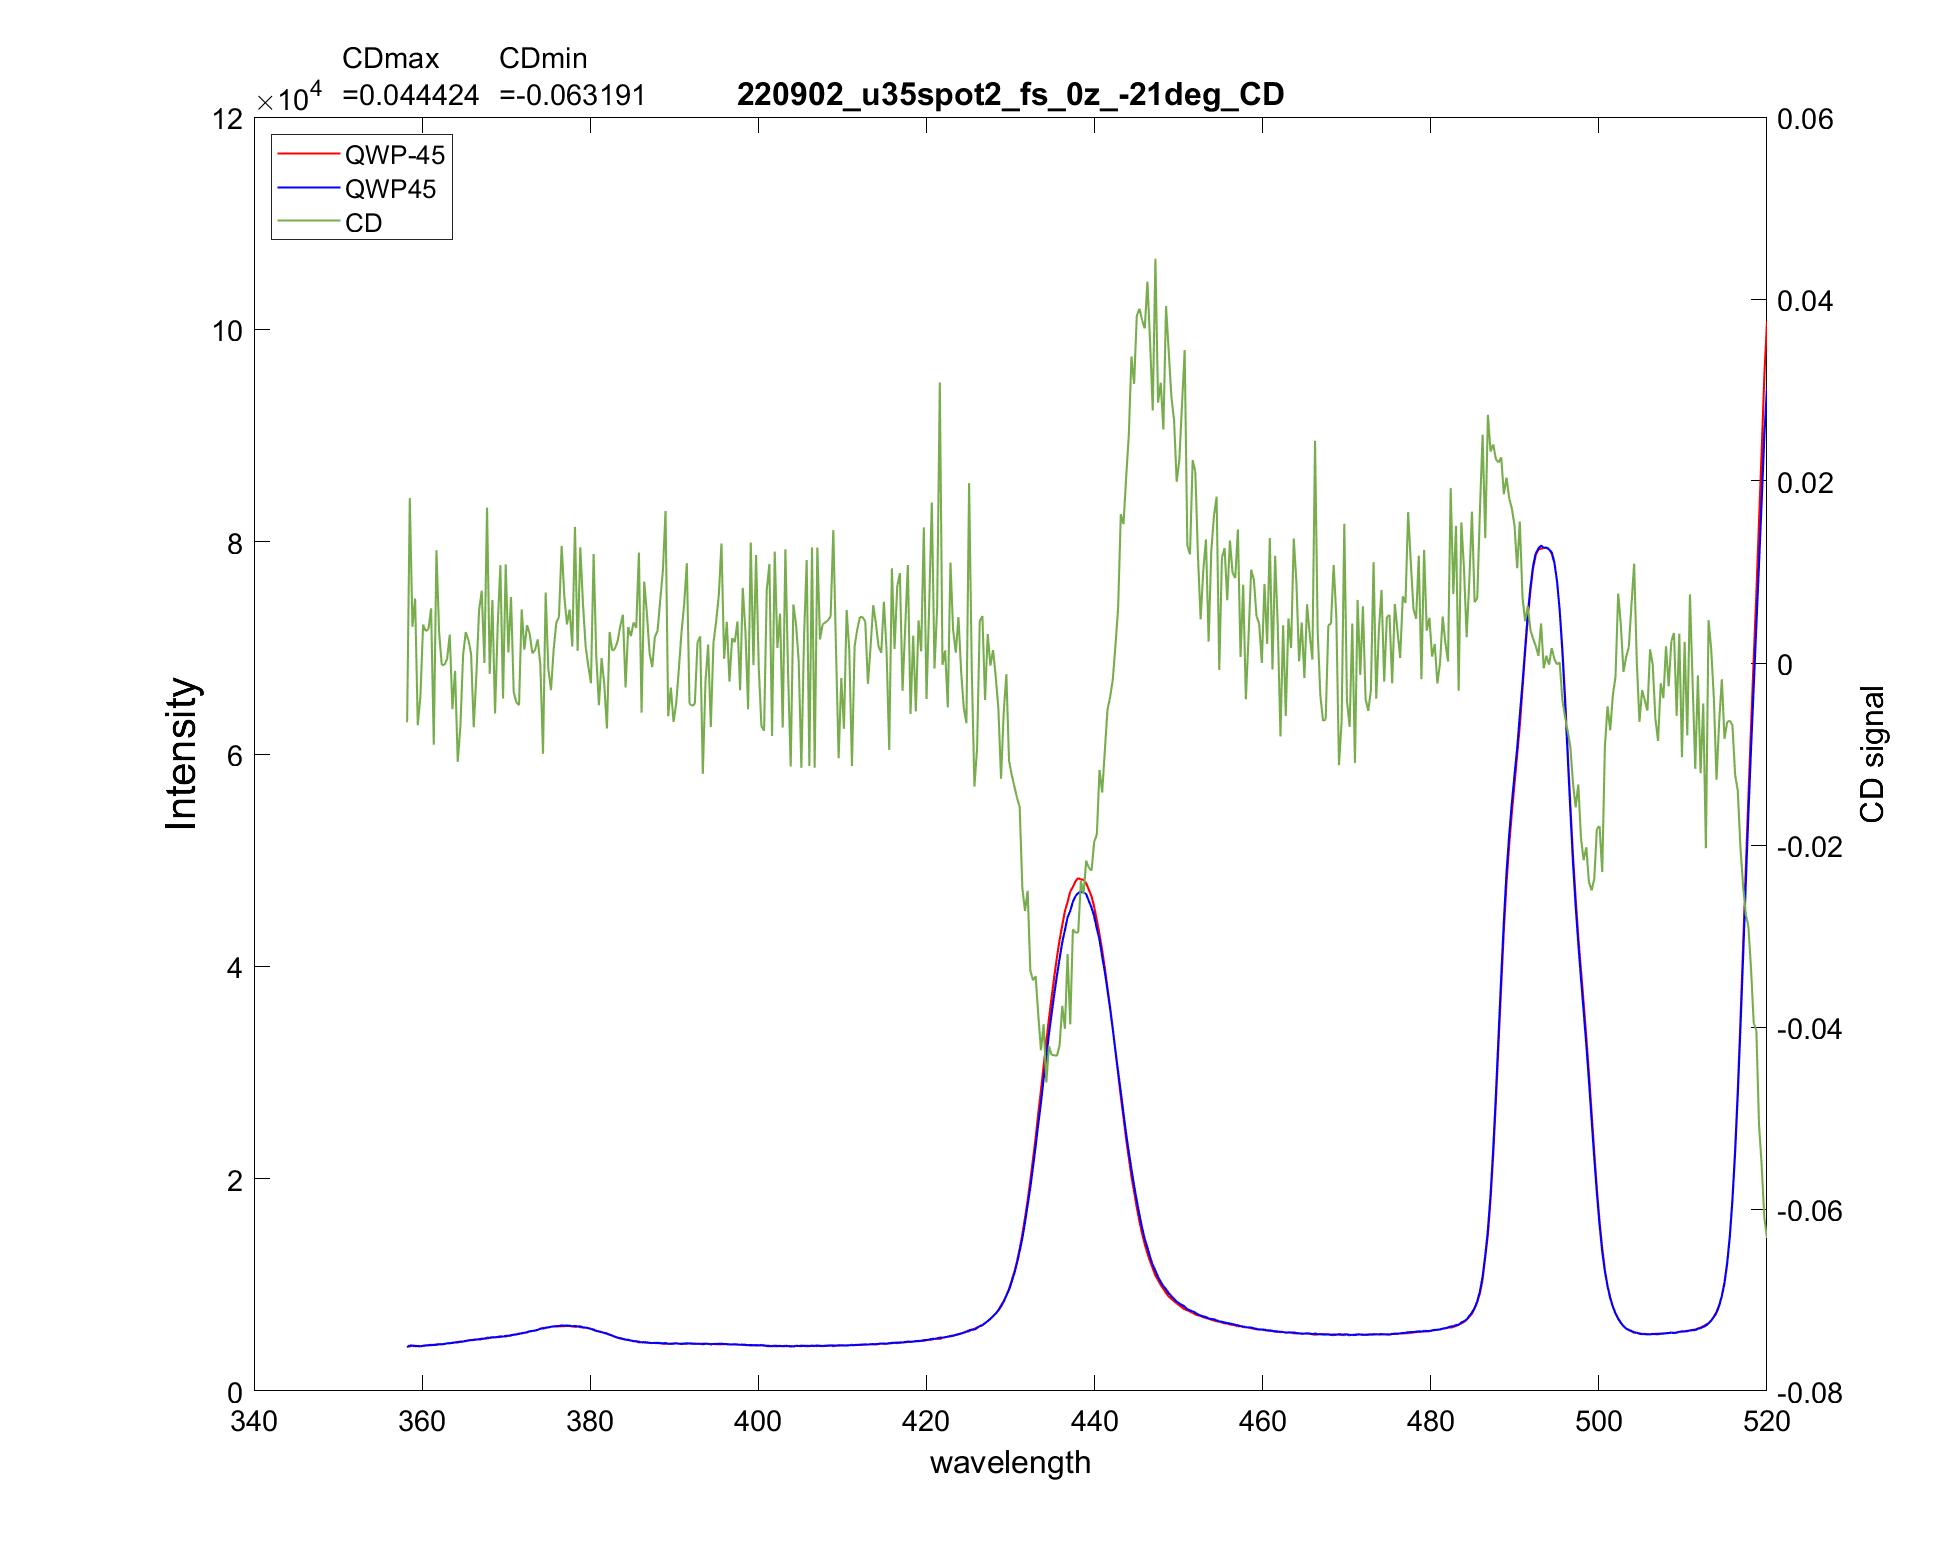 CDmax CDmin
×10^4 =0.044424 =-0.063191 220902_u35spot2_fs_0z_-21deg_CD
12 0.06
QWP-45
QWP45
CD
10 0.04
0.02
8
0
6
-0.02
4
-0.04
2
-0.06
0 -0.08
Intensity
CD signal
340 360 380 400 420 440 460 480 500 520
wavelength